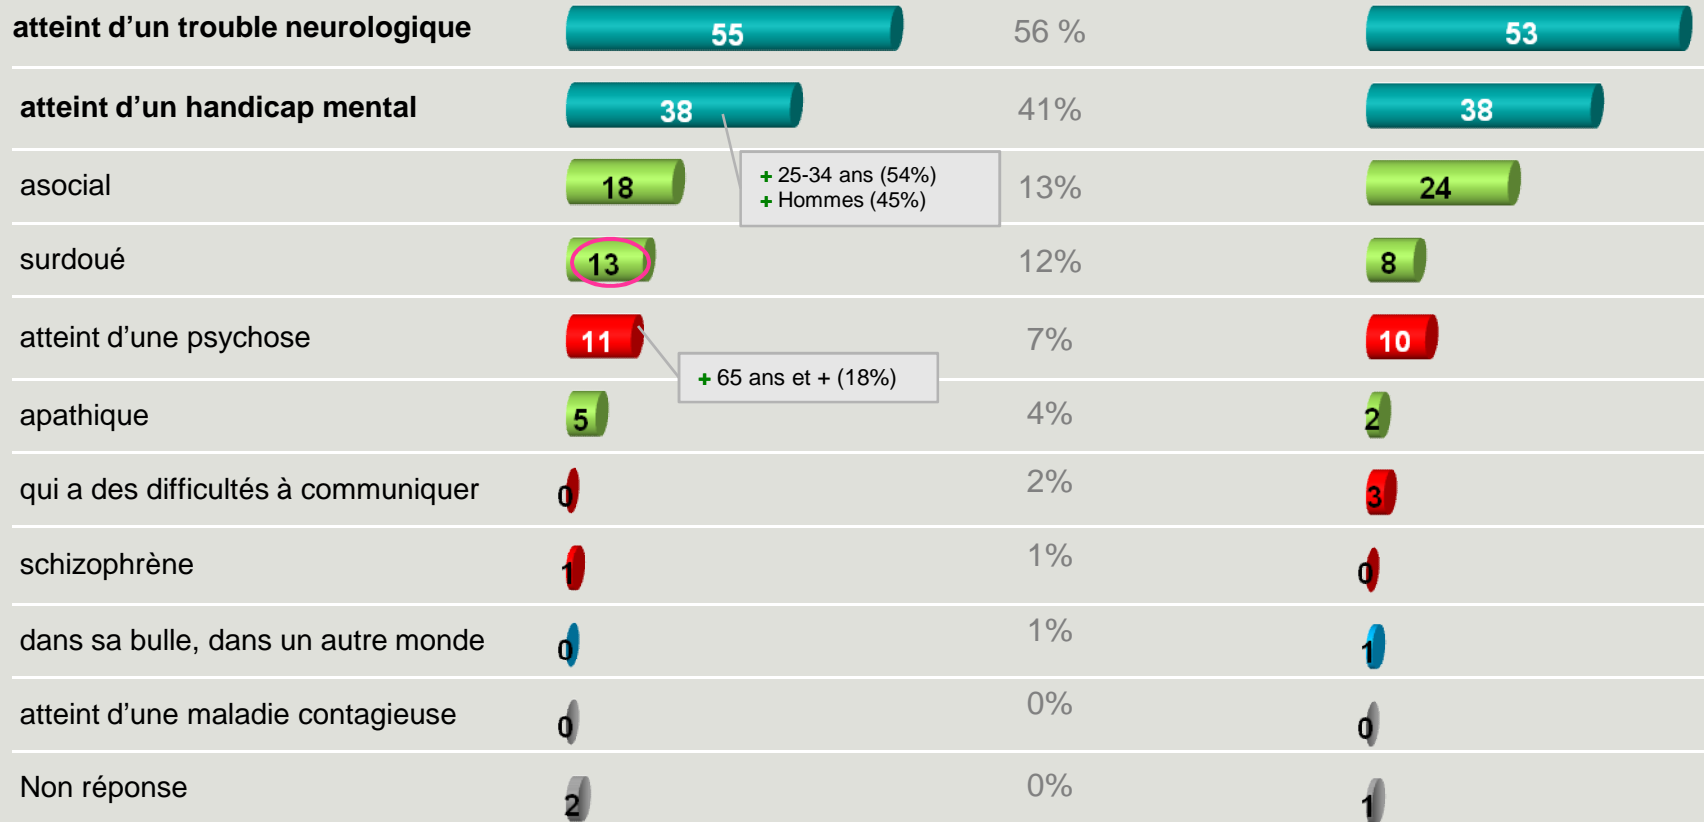 atteint d’un trouble neurologique 55 56 % 53
atteint d’un handicap mental 38 41% 38
+ 25-34 ans (54%)
+ Hommes (45%)
asocial 18 13% 24
surdoué 13 12% 8
atteint d’une psychose 11 7% 10
+ 65 ans et + (18%)
apathique 5 4% 2
qui a des difficultés à communiquer 0 2% 3
schizophrène 1 1% 0
dans sa bulle, dans un autre monde 0 1% 1
atteint d’une maladie contagieuse 0 0% 0
Non réponse 2 0% 1